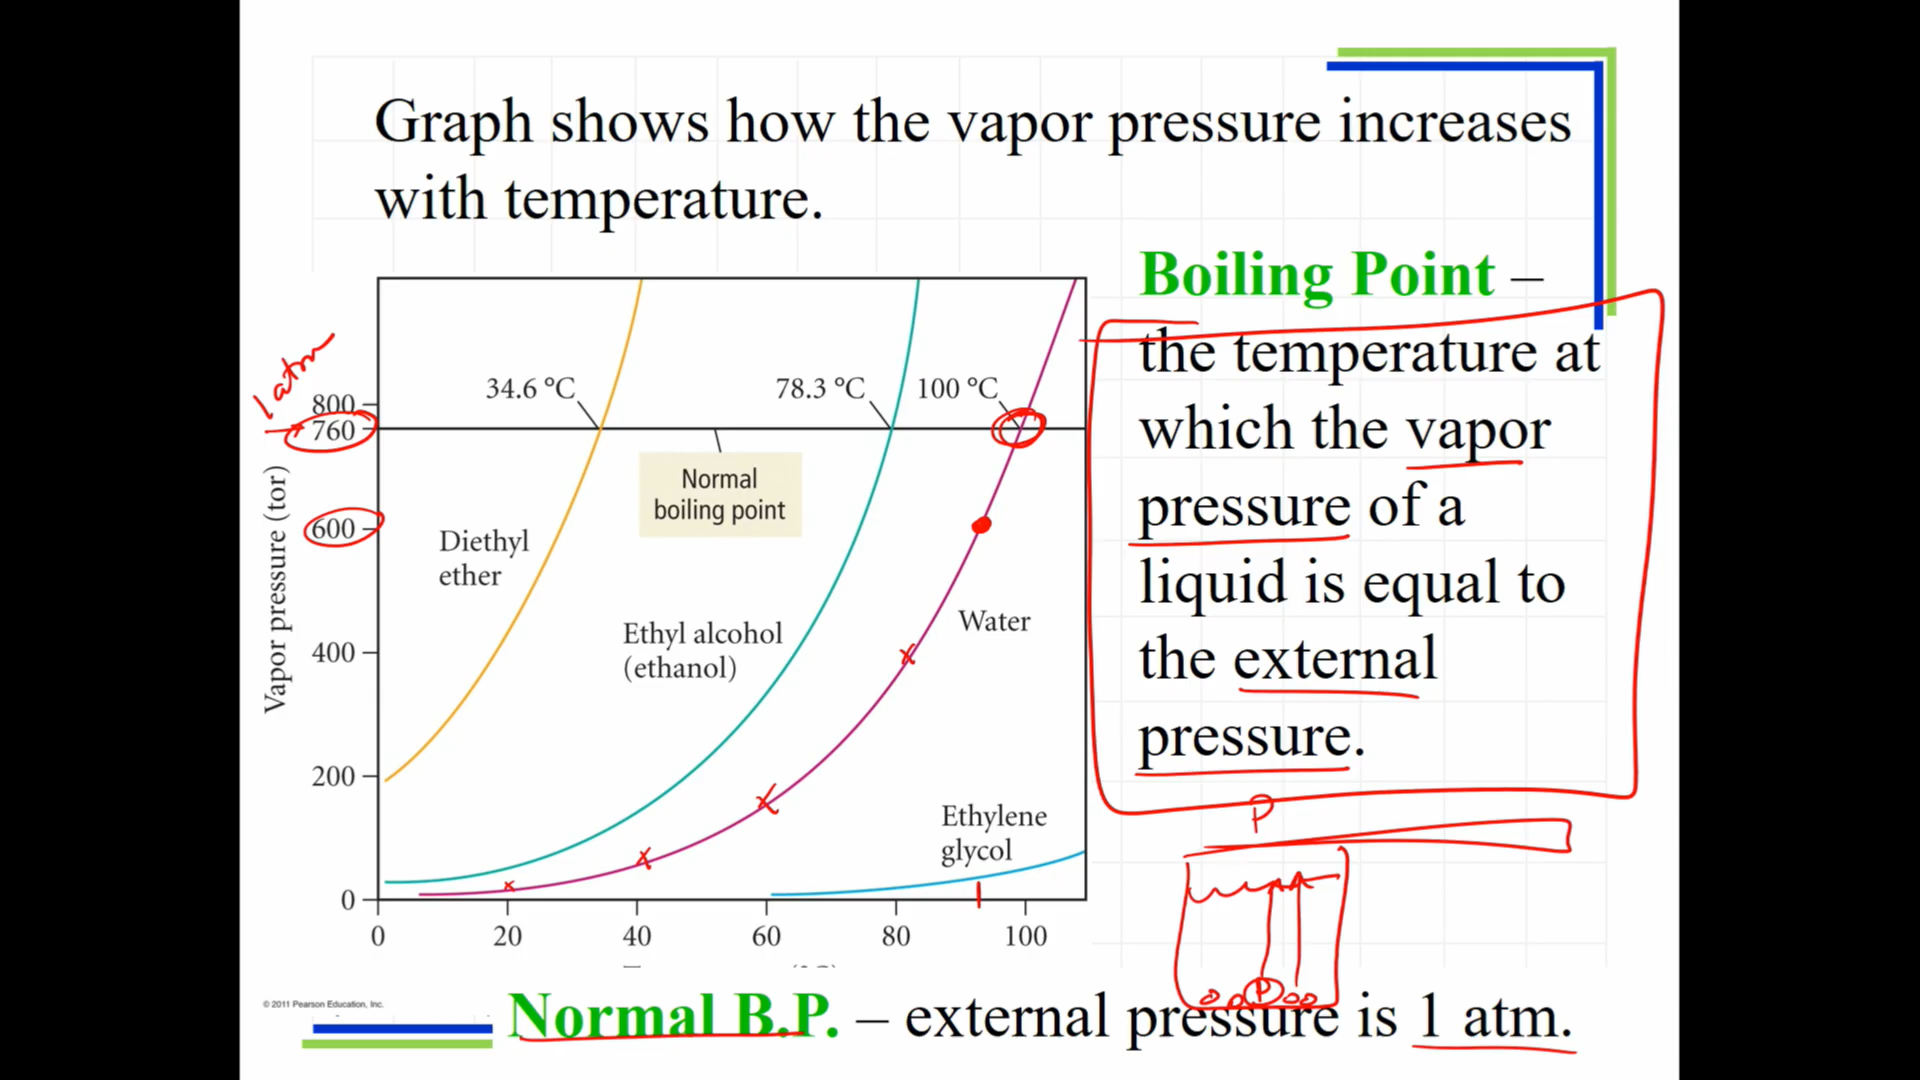 Graph shows how the vapor pressure increases
with temperature.
Boiling Point –
the temperature at
which the vapor
pressure of a
liquid is equal to
the external
pressure.
1 atm
Vapor pressure (tor)
800
760
600
400
200
0
34.6 °C
78.3 °C
100 °C
Normal
boiling point
Diethyl
ether
Ethyl alcohol
(ethanol)
Water
Ethylene
glycol
0 20 40 60 80 100
P
P
© 2011 Pearson Education, Inc.
Normal B.P. – external pressure is 1 atm.